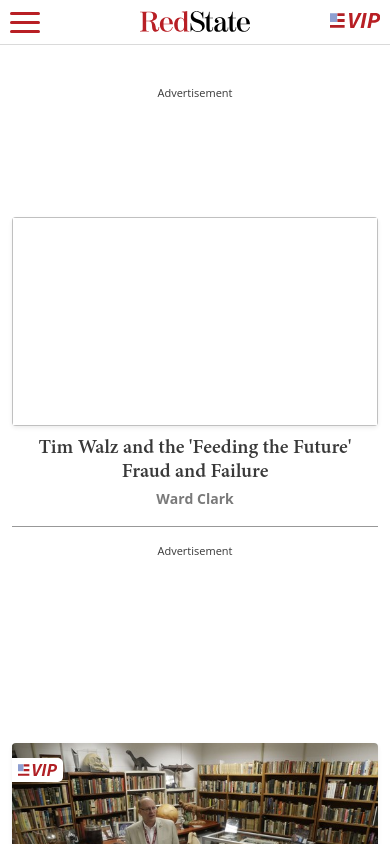 RedState
VIP
Advertisement
Tim Walz and the 'Feeding the Future'
Fraud and Failure
Ward Clark
Advertisement
VIP